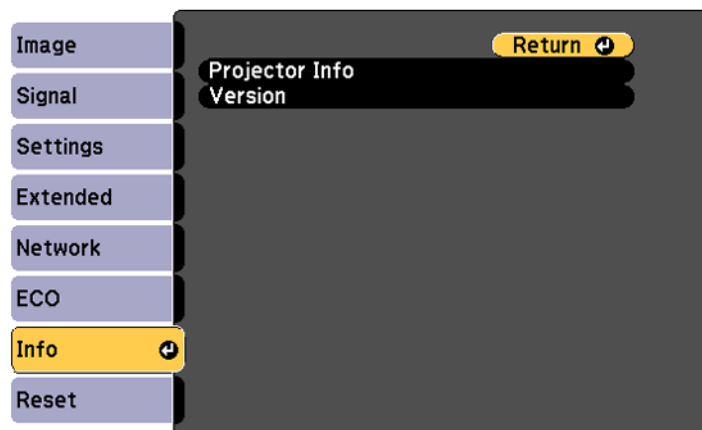 Image
Signal
Settings
Extended
Network
ECO
Info
Reset
Return
Projector Info
Version